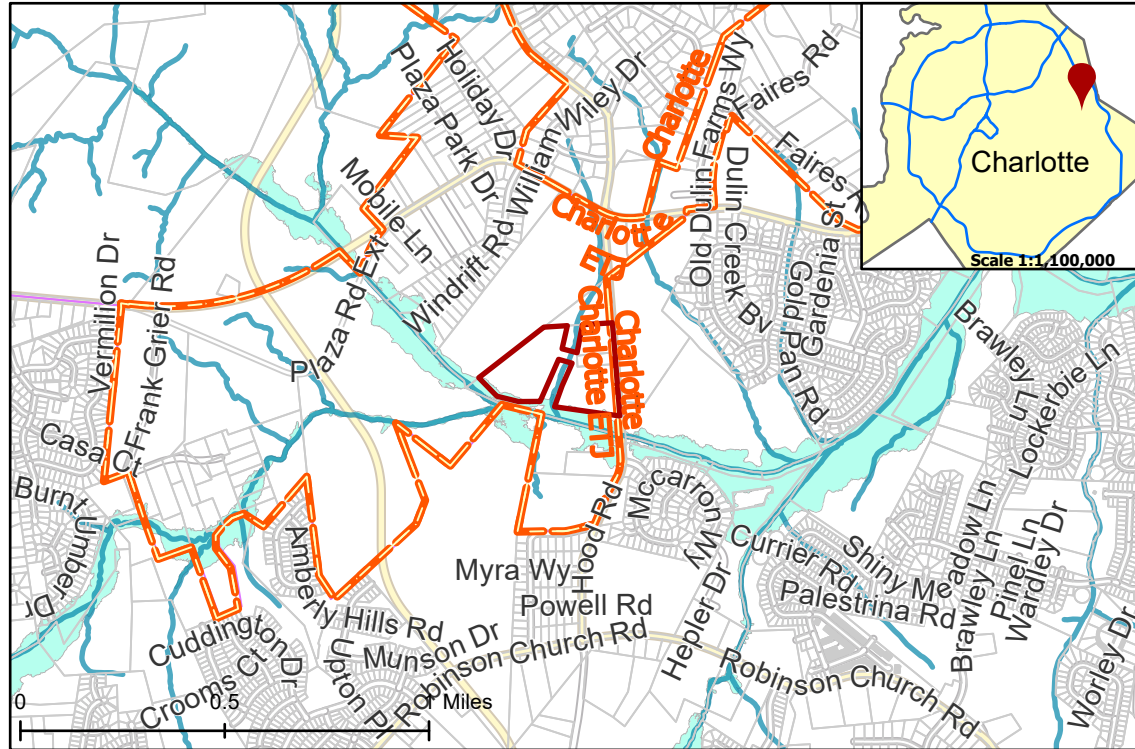 Plaza Park Dr
Holiday Dr
William Wiley Dr
Charlotte
Old Dulin Farms Wy
Faires Rd
Faires R
Dulin Creek Bv
Golf
Gardenia St
Pan Rd
Charlotte
Scale 1:1,100,000
Mobile Ln
Windrift Rd
Charlotte ETJ
Charlotte
Charlotte ETJ
Vermilion Dr
Frank Grier Rd
Plaza Rd Ext
Casa Ct
Burnt Umber Dr
Brawley Ln
Lockerbie Ln
Hood Rd
Mccarron Wy
Amberly Hills Rd
Myra Wy
Powell Rd
Currier Rd
Shiny Meadow Ln
Palestrina Rd
Brawley Ln
Pinel Ln
Wardley Dr
Worley Dr
Hepler Dr
Cuddington Dr
Crooms Ct
Upton Pl
Munson Dr
Robinson Church Rd
Robinson Church Rd
0 0.5 1 Miles